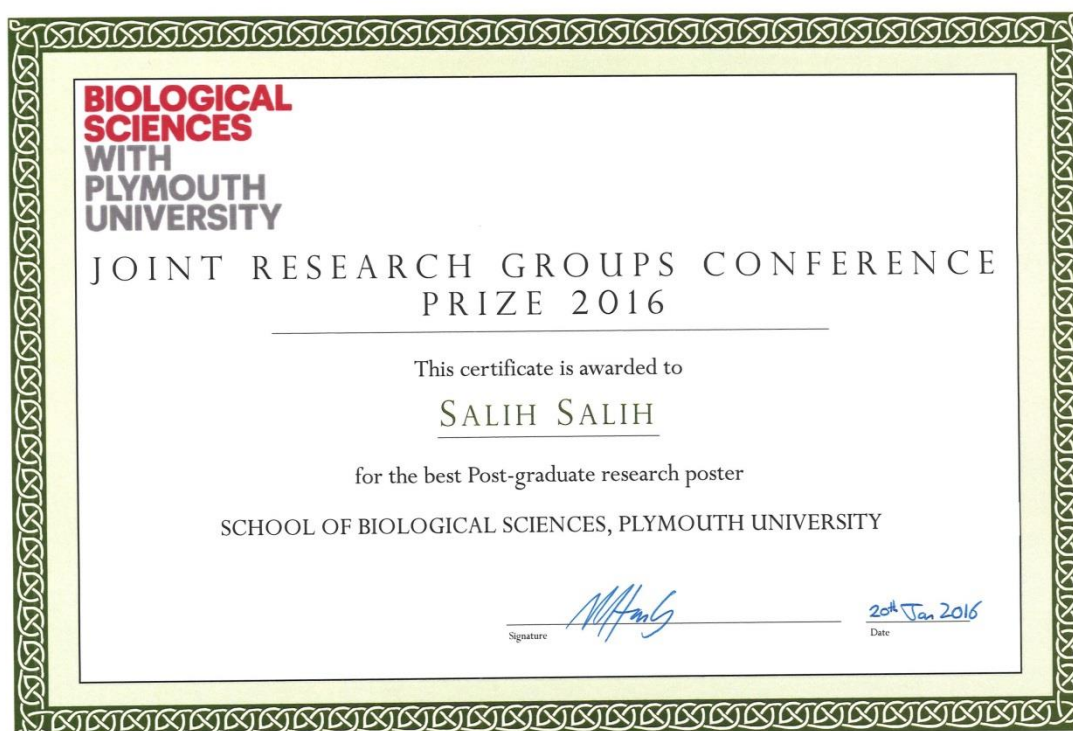 BIOLOGICAL
SCIENCES
WITH
PLYMOUTH
UNIVERSITY
JOINT RESEARCH GROUPS CONFERENCE
PRIZE 2016
This certificate is awarded to
SALIH SALIH
for the best Post-graduate research poster
SCHOOL OF BIOLOGICAL SCIENCES, PLYMOUTH UNIVERSITY
20th Jan 2016
Signature
Date